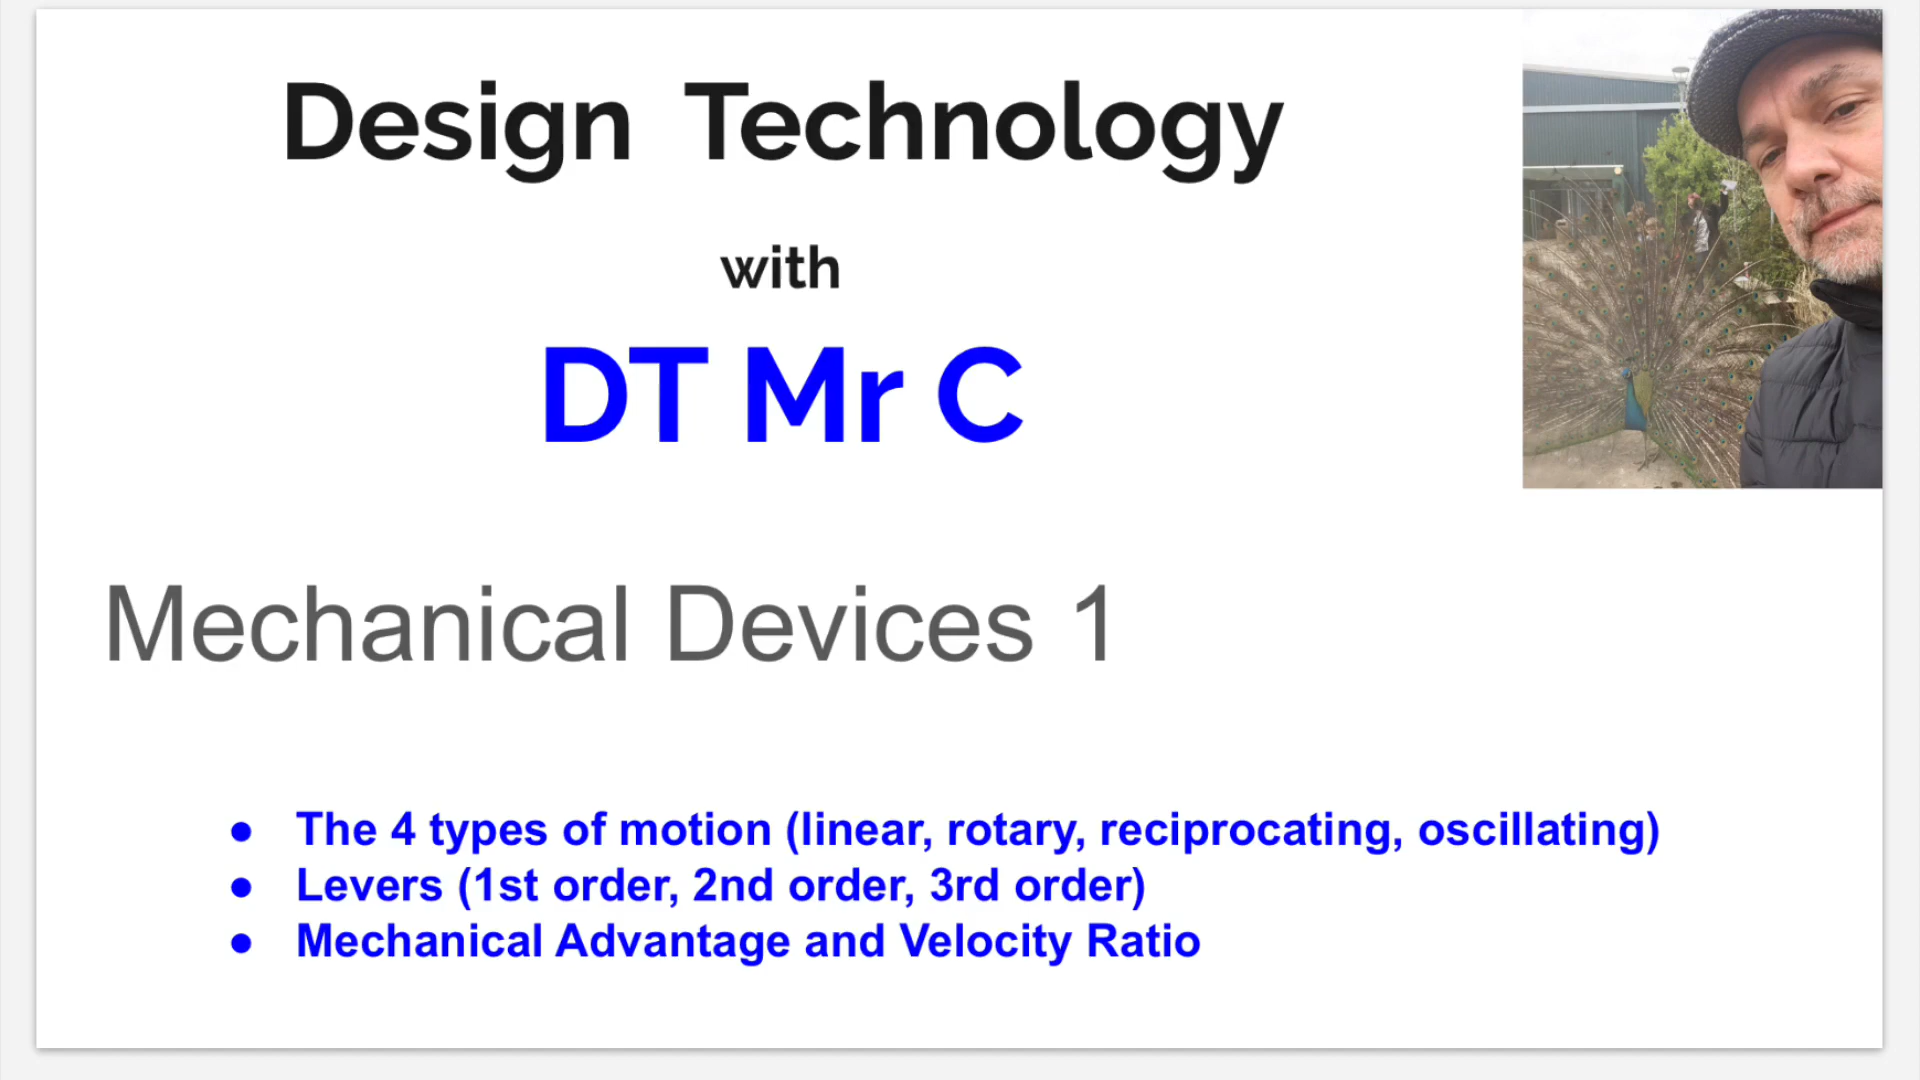 Design Technology
with
DT Mr C
Mechanical Devices 1
● The 4 types of motion (linear, rotary, reciprocating, oscillating)
● Levers (1st order, 2nd order, 3rd order)
● Mechanical Advantage and Velocity Ratio